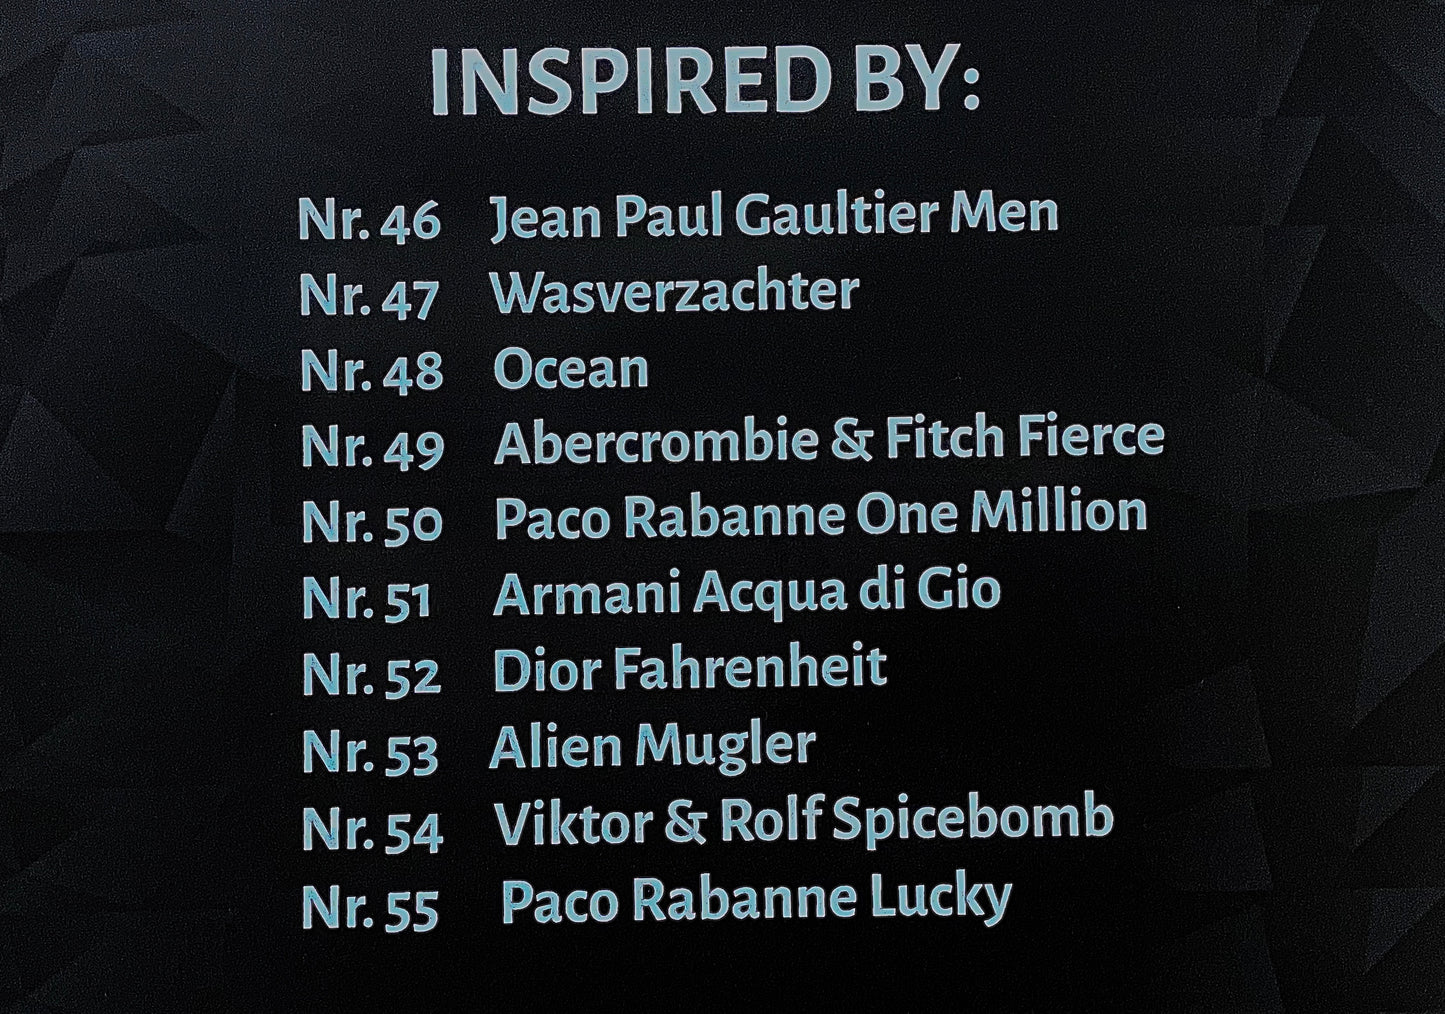 INSPIRED BY:
Nr. 46 Jean Paul Gaultier Men
Nr. 47 Wasverzachter
Nr. 48 Ocean
Nr. 49 Abercrombie & Fitch Fierce
Nr. 50 Paco Rabanne One Million
Nr. 51 Armani Acqua di Gio
Nr. 52 Dior Fahrenheit
Nr. 53 Alien Mugler
Nr. 54 Viktor & Rolf Spicebomb
Nr. 55 Paco Rabanne Lucky